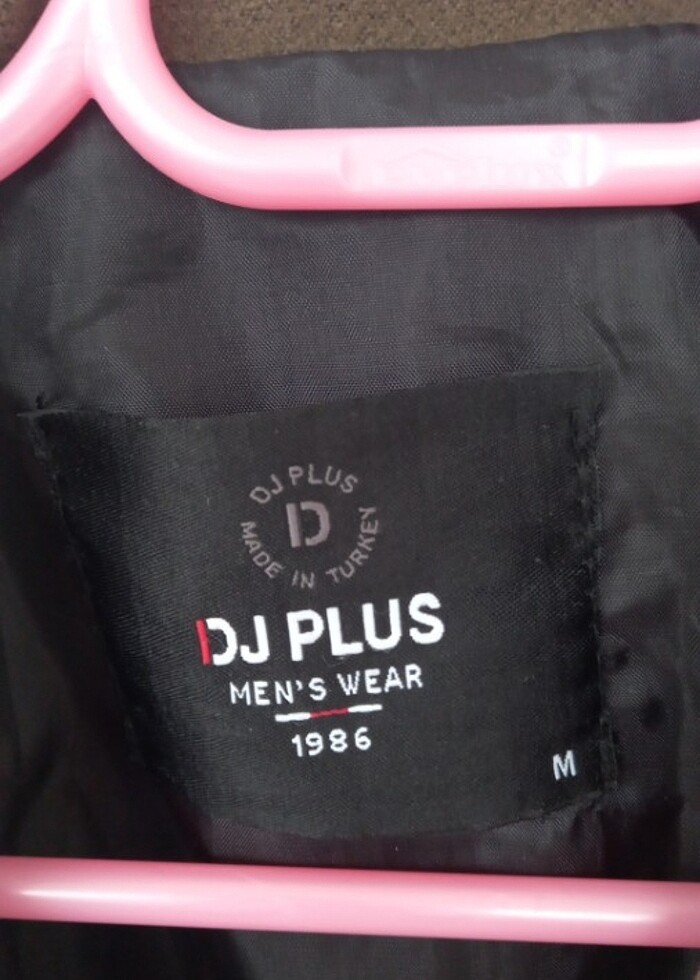 DJ PLUS
D
MADE IN TURKEY
DJ PLUS
MEN'S WEAR
1986
M